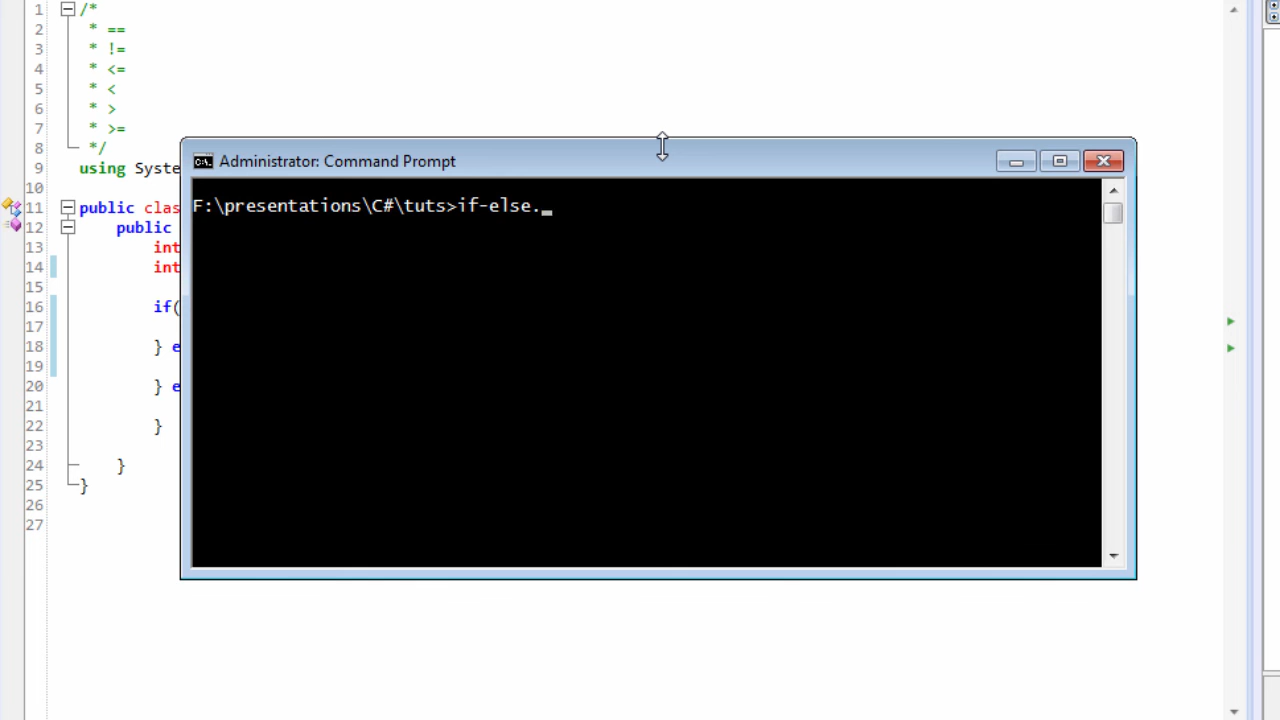 1 /*
2 * ==
3 * !=
4 * <=
5 * <
6 * >
7 * >=
8 */
9 using Syste
10
11 public clas
12 public
13 int
14 int
15
16 if(
17
18 } e
19
20 } e
21
22 }
23
24 }
25 }
26
27
Administrator: Command Prompt
F:\presentations\C#\tuts>if-else._